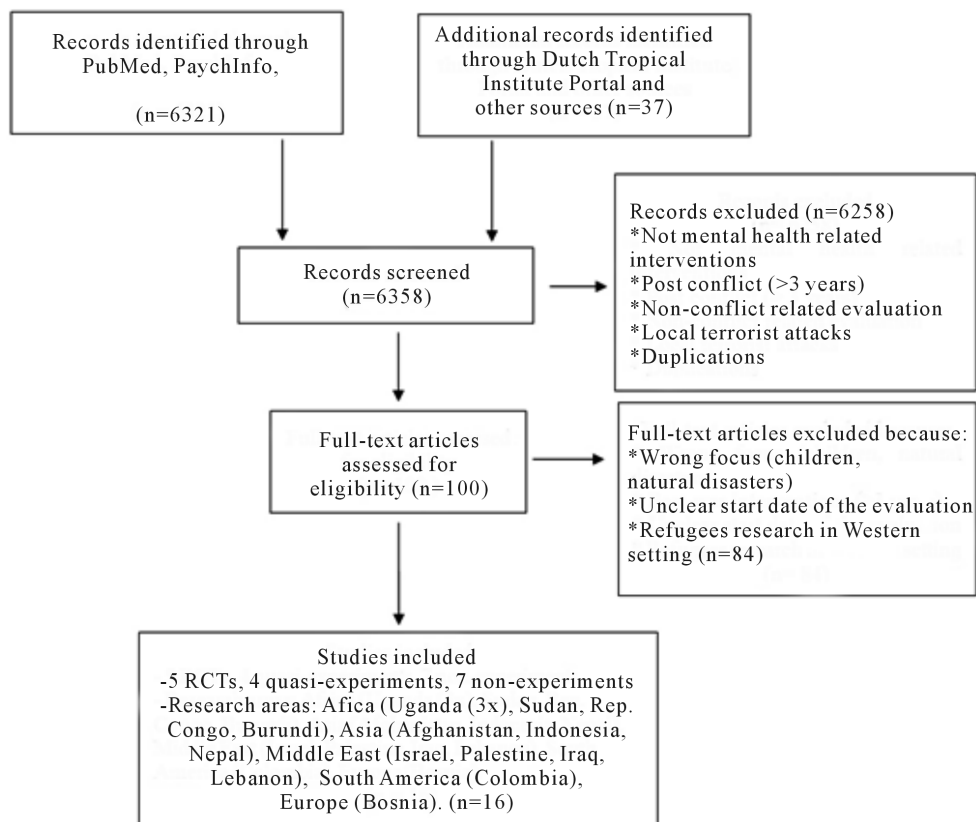 Records identified through
PubMed, PaychInfo,
(n=6321)
Additional records identified
through Dutch Tropical
Institute Portal and
other sources (n=37)
Records screened
(n=6358)
Records excluded (n=6258)
*Not mental health related
interventions
*Post conflict (>3 years)
*Non-conflict related evaluation
*Local terrorist attacks
*Duplications
Full-text articles
assessed for
eligibility (n=100)
Full-text articles excluded because:
*Wrong focus (children,
natural disasters)
*Unclear start date of the evaluation
*Refugees research in Western
setting (n=84)
Studies included
-5 RCTs, 4 quasi-experiments, 7 non-experiments
-Research areas: Afica (Uganda (3x), Sudan, Rep.
Congo, Burundi), Asia (Afghanistan, Indonesia,
Nepal), Middle East (Israel, Palestine, Iraq,
Lebanon), South America (Colombia),
Europe (Bosnia). (n=16)